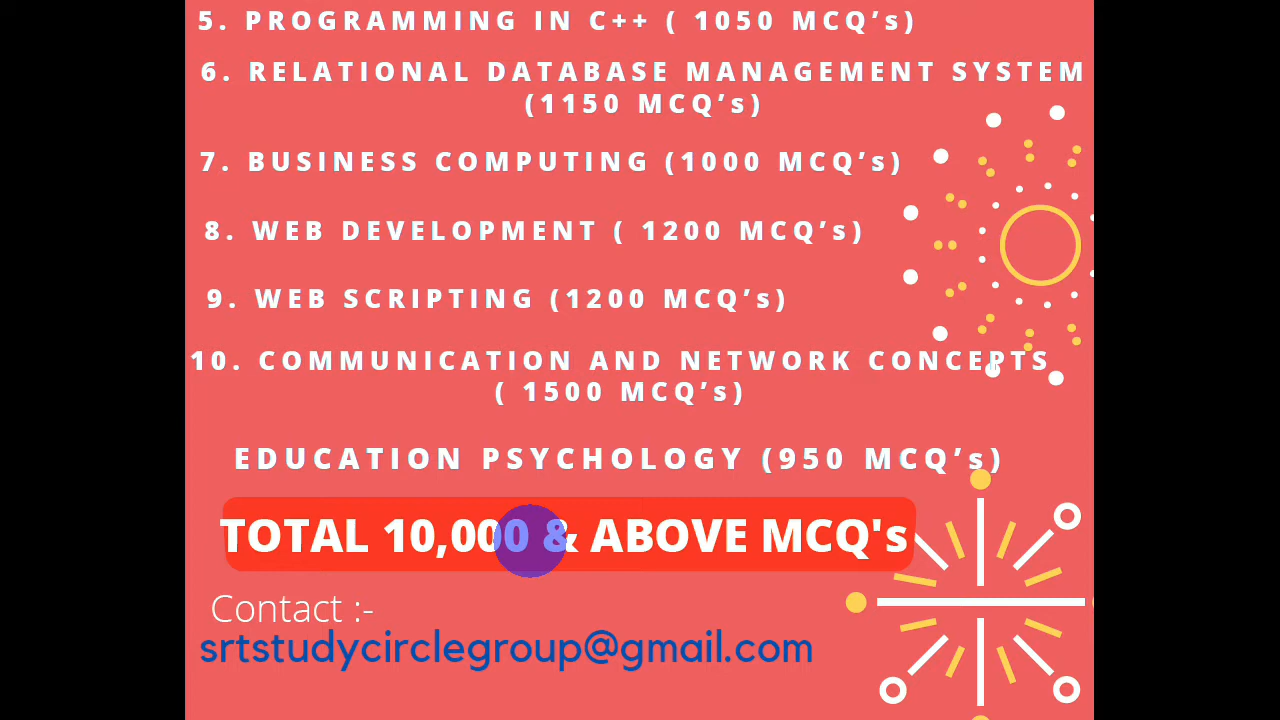 5. PROGRAMMING IN C++ ( 1050 MCQ’s)
6. RELATIONAL DATABASE MANAGEMENT SYSTEM
(1150 MCQ’s)
7. BUSINESS COMPUTING (1000 MCQ’s)
8. WEB DEVELOPMENT ( 1200 MCQ’s)
9. WEB SCRIPTING (1200 MCQ’s)
10. COMMUNICATION AND NETWORK CONCEPTS
( 1500 MCQ’s)
EDUCATION PSYCHOLOGY (950 MCQ’s)
TOTAL 10,000 & ABOVE MCQ's
Contact :-
srtstudycirclegroup@gmail.com